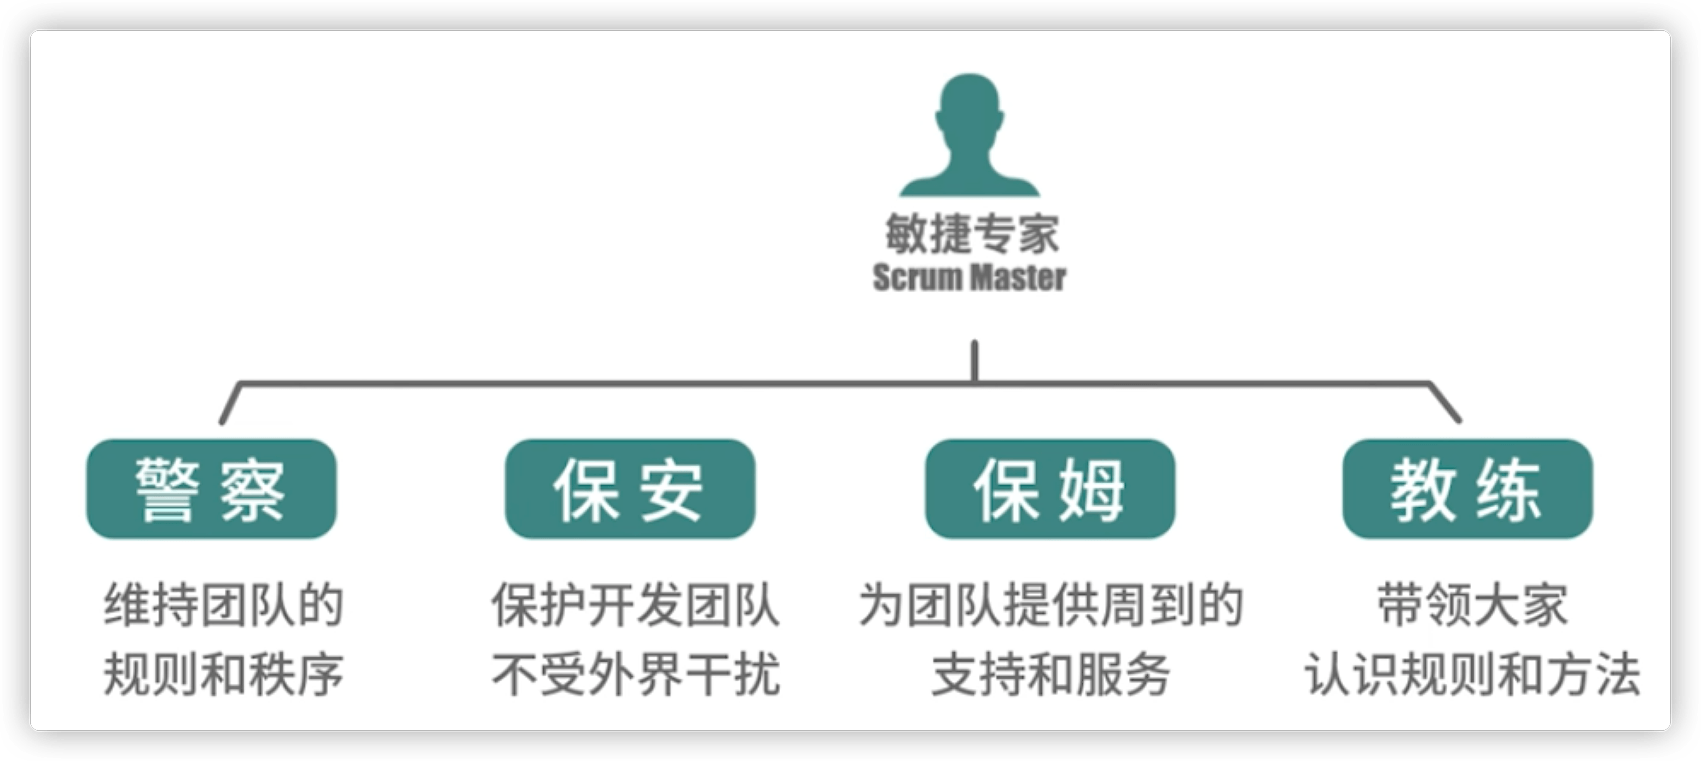 敏捷专家
Scrum Master
警察
保安
保姆
教练
维持团队的
规则和秩序
保护开发团队
不受外界干扰
为团队提供周到的
支持和服务
带领大家
认识规则和方法